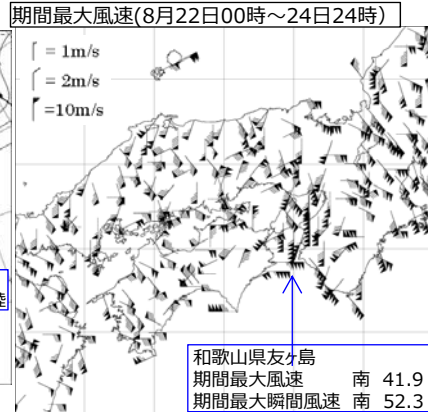 期間最大風速(8月22日00時～24日24時)
= 1m/s
= 2m/s
=10m/s
陸
和歌山県友ヶ島
期間最大風速 南 41.9
期間最大瞬間風速 南 52.3